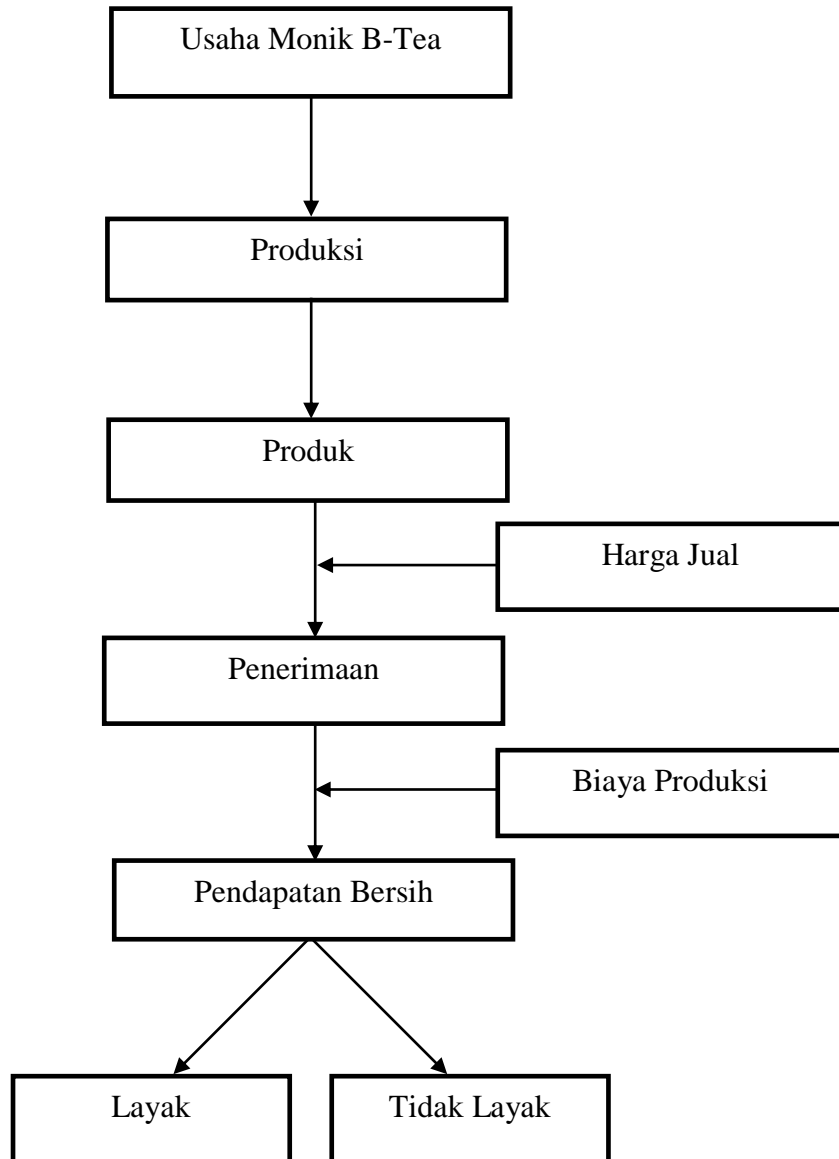 Usaha Monik B-Tea
Produksi
Produk
Harga Jual
Penerimaan
Biaya Produksi
Pendapatan Bersih
Layak
Tidak Layak